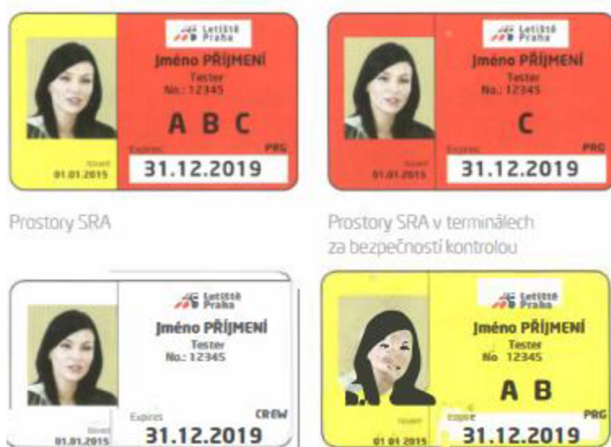 Letiště
Praha
Jméno PŘÍJMENÍ
Tester
No.: 12345
A B C
Expires
PRG
Issued
01.01.2015
31.12.2019
Prostory SRA
Letiště
Praha
Jméno PŘÍJMENÍ
Tester
No.: 12345
C
Expires
PRG
Issued
01.01.2015
31.12.2019
Prostory SRA v terminálech
za bezpečností kontrolou
Letiště
Praha
Jméno PŘÍJMENÍ
Tester
No.: 12345
Expires
CREW
Issued
01.01.2015
31.12.2019
Letiště
Praha
Jméno PŘÍJMENÍ
Tester
No 12345
A B
PRG
01 01 2015
31.12.2019